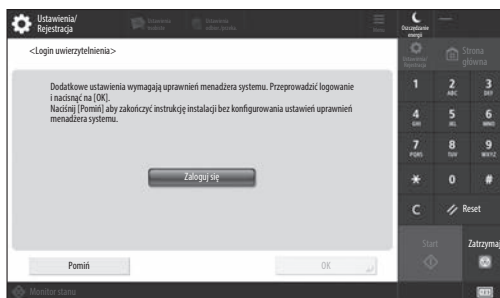 Ustawienia/
Rejestracja
Menu
Oszczędzanie
energii
<Login uwierzytelnienia>
Ustawienia/
Rejestracja
Strona
główna
Dodatkowe ustawienia wymagają uprawnień menadżera systemu. Przeprowadzić logowanie
i nacisnąć na [OK].
Naciśnij [Pomiń] aby zakończyć instrukcję instalacji bez konfigurowania ustawień uprawnień
menadżera systemu.
Zaloguj się
1
2 ABC
3 DEF
4 GHI
5 JKL
6 MNO
7 PQRS
8 TUV
9 WXYZ
*
0
#
C
Reset
Start
Zatrzymaj
Pomiń
OK
Monitor stanu